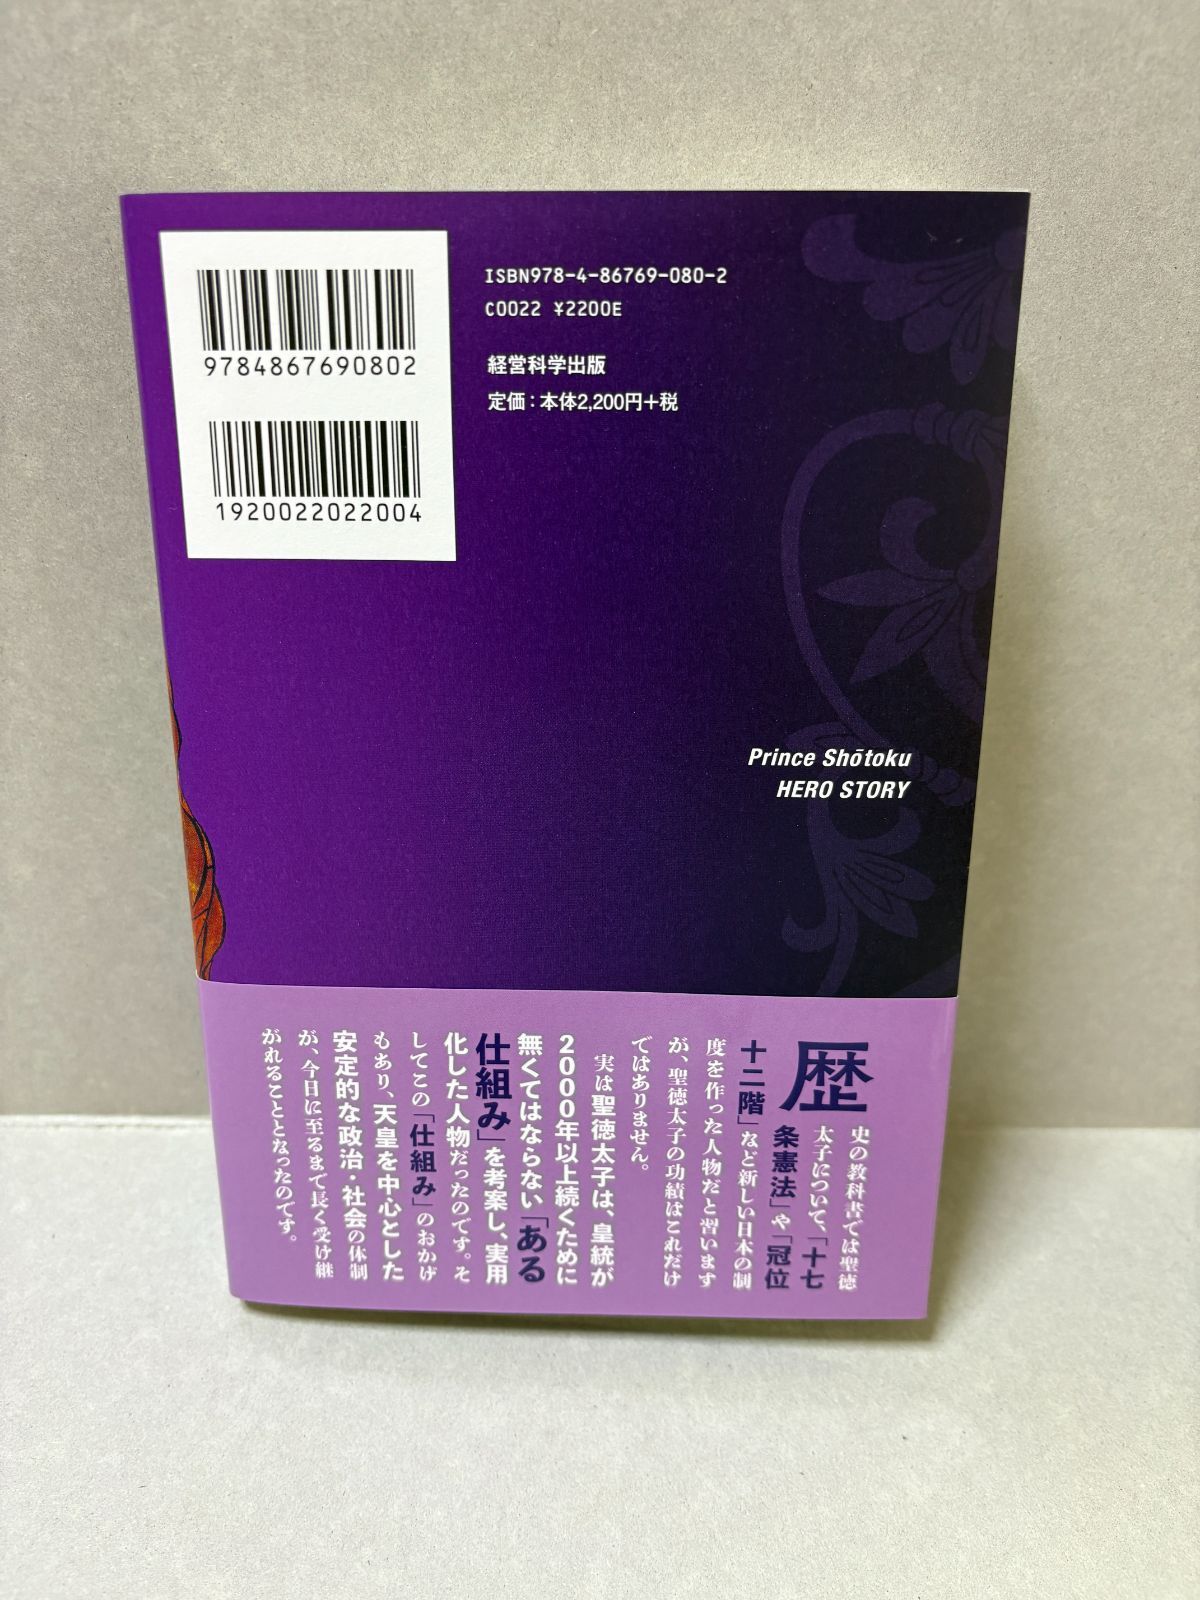 9784867690802
1920022022004
ISBN978-4-86769-080-2
C0022 ¥2200E
経営科学出版
定価：本体2,200円+税
Prince Shōtoku
HERO STORY
歴史の教科書では聖徳
太子について、「十七
条憲法」や「冠位
十二階」など新しい日本の制
度を作った人物だと習います
が、聖徳太子の功績はこれだけ
ではありません。
実は聖徳太子は、皇統が
2000年以上続くために
無くてはならない「ある
仕組み」を考案し、実用
化した人物だったのです。そ
してこの「仕組み」のおかげ
もあり、天皇を中心とした
安定的な政治・社会の体制
が、今日に至るまで長く受け継
がれることとなったのです。